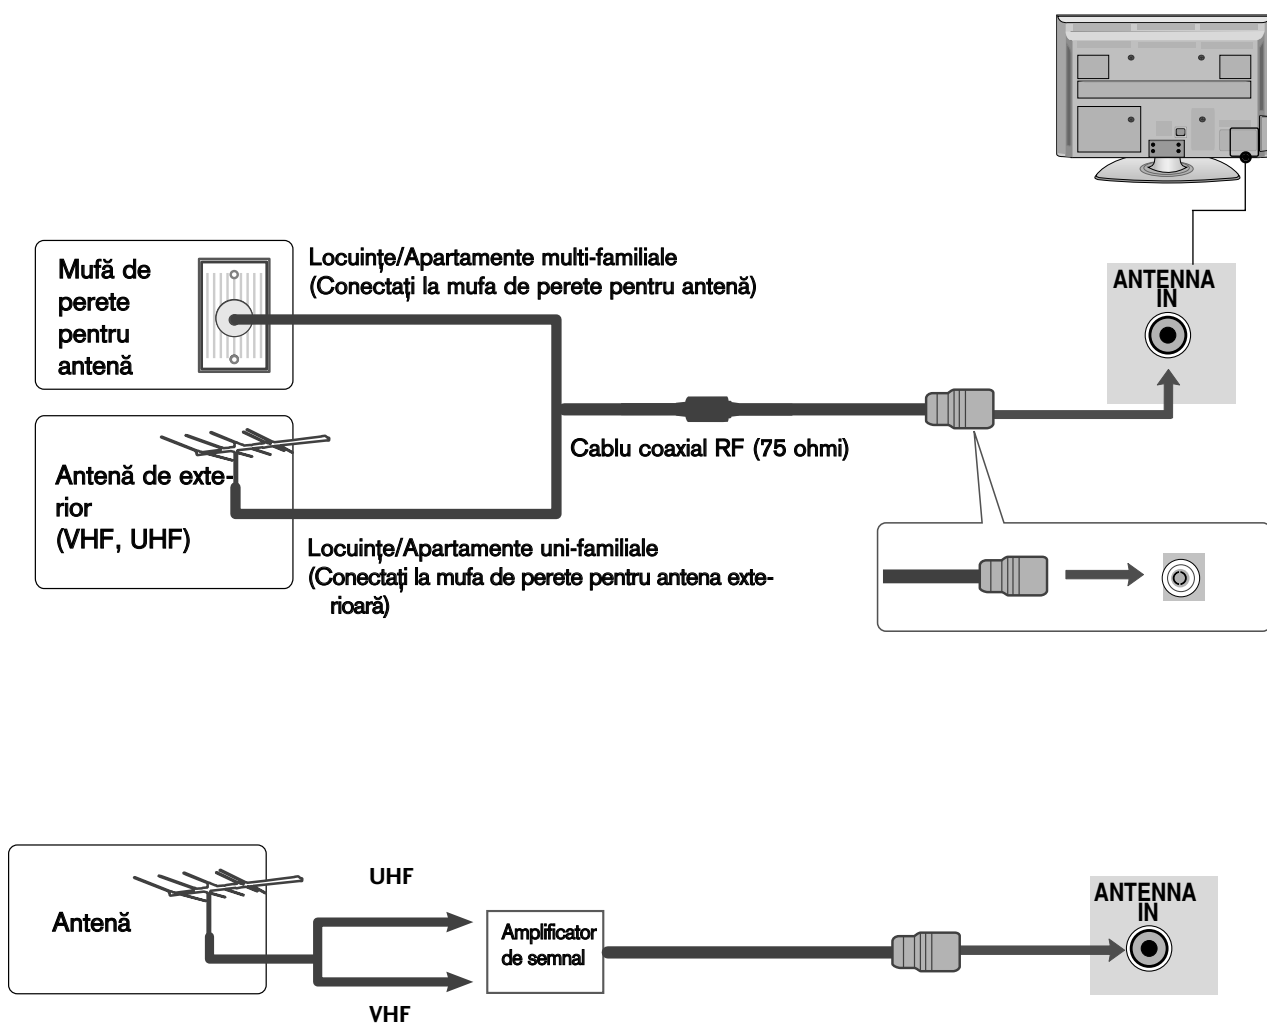 Mufă de
perete
pentru
antenă
Locuințe/Apartamente multi-familiale
(Conectați la mufa de perete pentru antenă)
ANTENNA
IN
Cablu coaxial RF (75 ohmi)
Antenă de exte-
rior
(VHF, UHF)
Locuințe/Apartamente uni-familiale
(Conectați la mufa de perete pentru antena exte-
rioară)
Antenă
UHF
VHF
Amplificator
de semnal
ANTENNA
IN